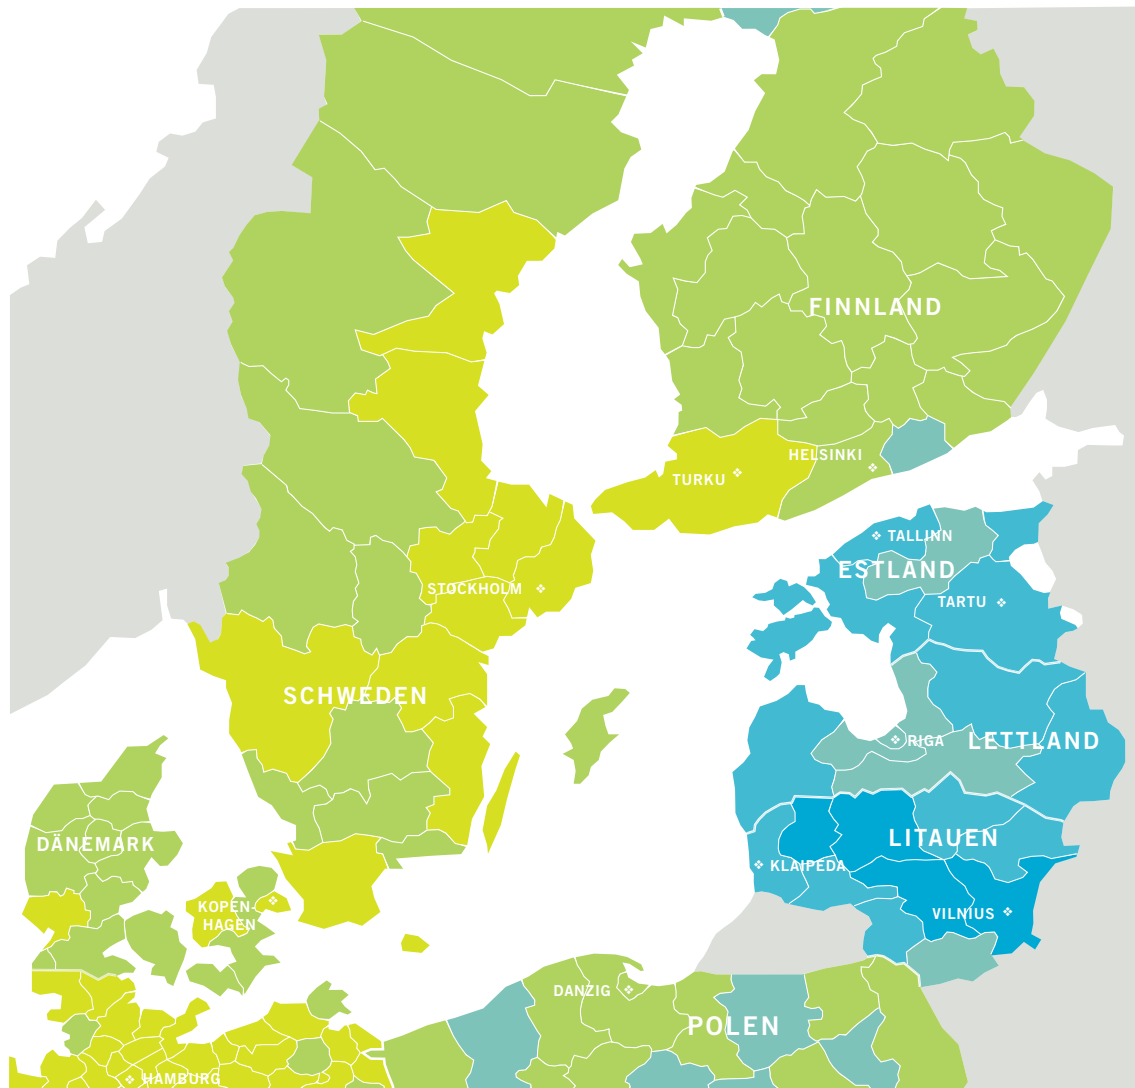 FINNLAND
HELSINKI
TURKU
TALLINN
ESTLAND
STOCKHOLM
TARTU
SCHWEDEN
RIGA
LETTLAND
DÄNEMARK
LITAUEN
KLAIPEDA
KOPEN-
HAGEN
VILNIUS
DANZIG
POLEN
HAMBURG